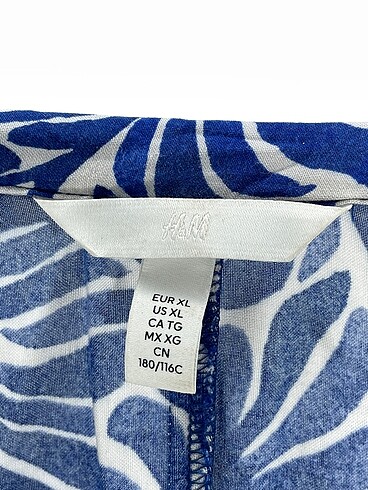 H&M
EUR XL
US XL
CA TG
MX XG
CN
180/116C